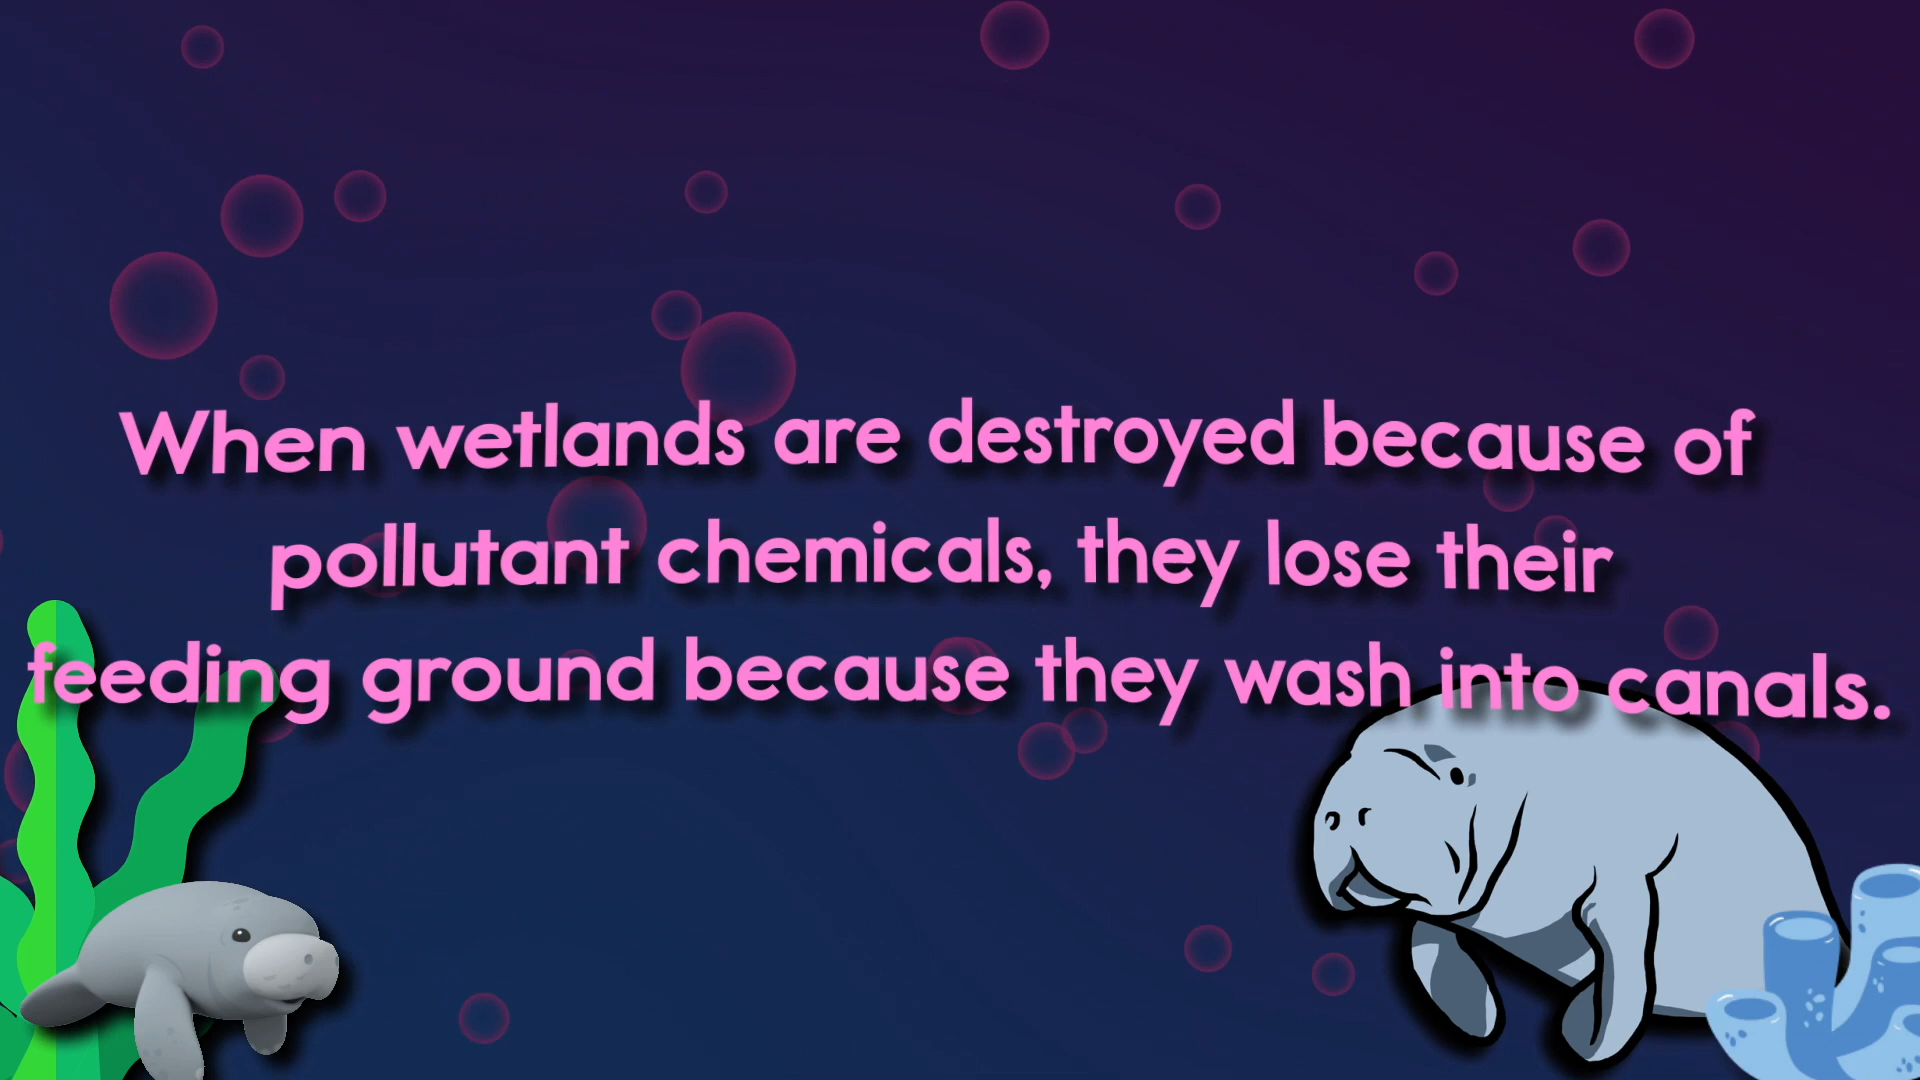 When wetlands are destroyed because of
pollutant chemicals, they lose their
feeding ground because they wash into canals.